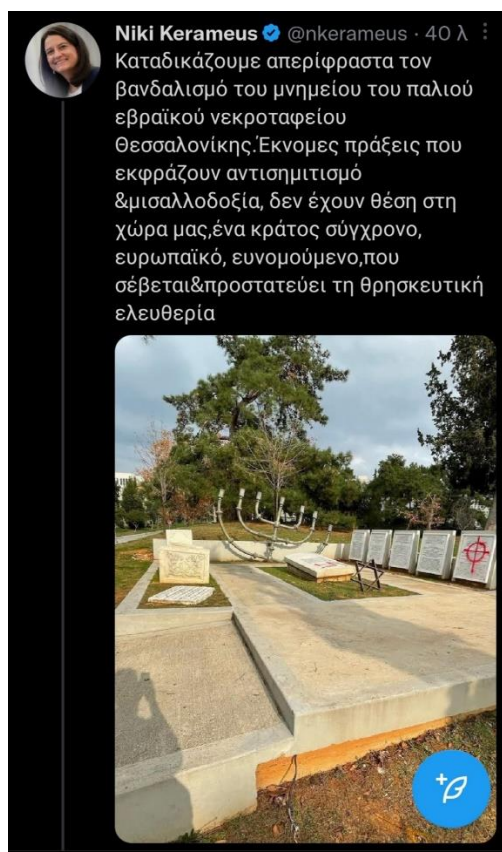 Niki Kerameus @nkerameus · 40 λ
Καταδικάζουμε απερίφραστα τον
βανδαλισμό του μνημείου του παλιού
εβραϊκού νεκροταφείου
Θεσσαλονίκης.Έκνομες πράξεις που
εκφράζουν αντισημιτισμό
&μισαλλοδοξία, δεν έχουν θέση στη
χώρα μας,ένα κράτος σύγχρονο,
ευρωπαϊκό, ευνομούμενο,που
σέβεται&προστατεύει τη θρησκευτική
ελευθερία